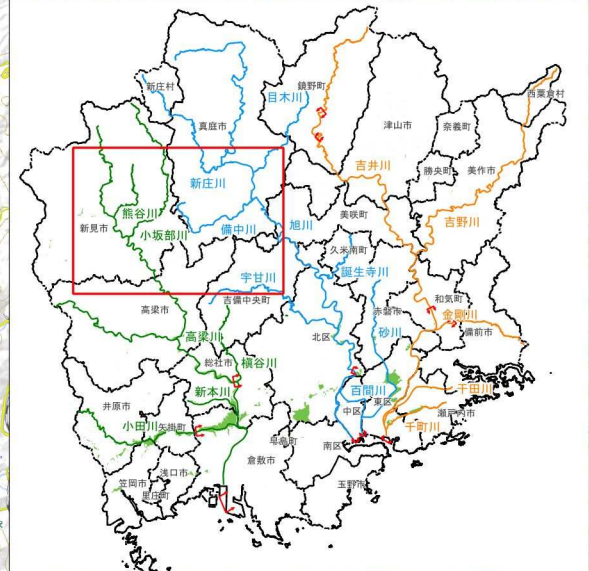 新庄村
鏡野町
西粟倉村
目木川
真庭市
津山市
奈義町
吉井川
勝央町
美作市
新庄川
熊谷川
美咲町
吉野川
新見市
小坂部川
備中川
旭川
久米南町
誕生寺川
宇甘川
吉備中央町
和気町
高梁市
赤磐市
金剛川
備前市
高梁川
北区
砂川
総社市
槇谷川
新本川
百間川
干田川
井原市
中区
東区
瀬戸内市
小田川
矢掛町
早島町
南区
千町川
倉敷市
浅口市
笠岡市
里庄町
玉野市